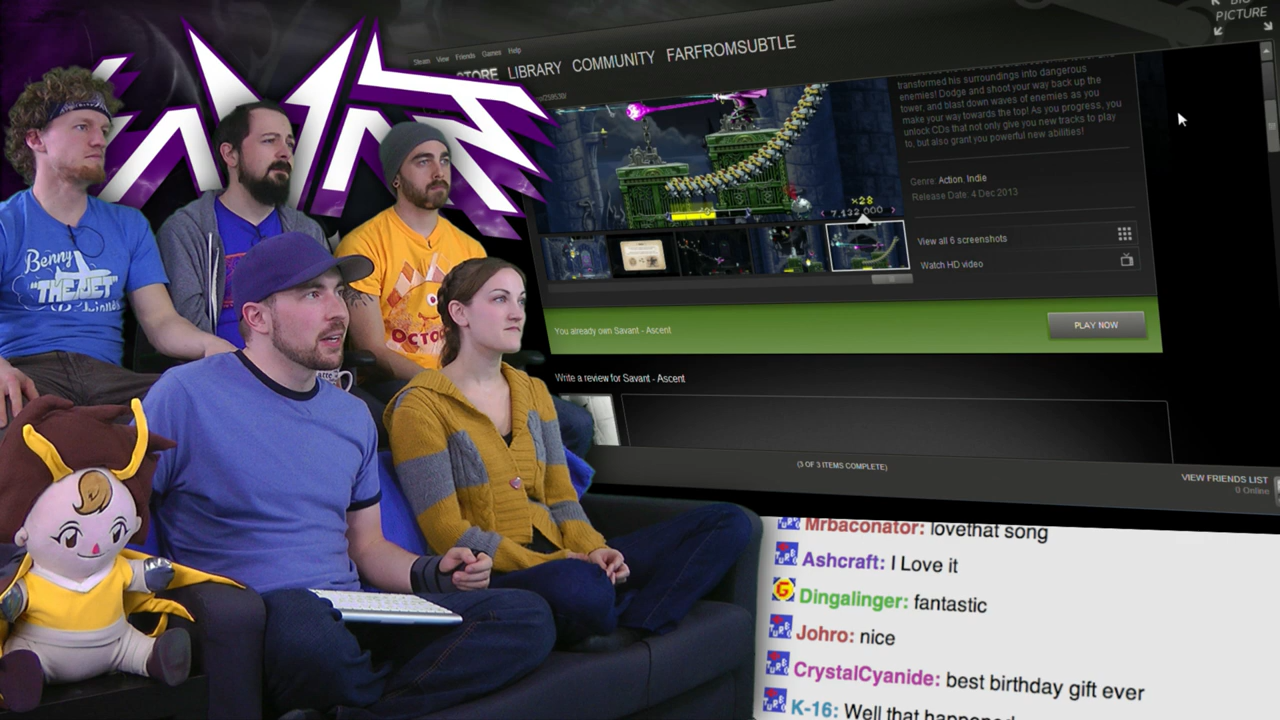 BIG
PICTURE
Steam View Friends Games Help
STORE LIBRARY COMMUNITY FARFROMSUBTLE
transformed his surroundings into dangerous
enemies! Dodge and shoot your way back up the
tower, and blast down waves of enemies as you
make your way towards the top! As you progress, you
unlock CDs that not only give you new tracks to play
to, but also grant you powerful new abilities!
Genre: Action, Indie
Release Date: 4 Dec 2013
x28
7,132,000
View all 6 screenshots
Watch HD video
You already own Savant - Ascent
PLAY NOW
Write a review for Savant - Ascent
(3 OF 3 ITEMS COMPLETE)
VIEW FRIENDS LIST
0 Online
Benny
"THE JET"
OCTO
Mrbaconator: lovethat song
Ashcraft: I Love it
G Dingalinger: fantastic
Johro: nice
CrystalCyanide: best birthday gift ever
K-16: Well that happened